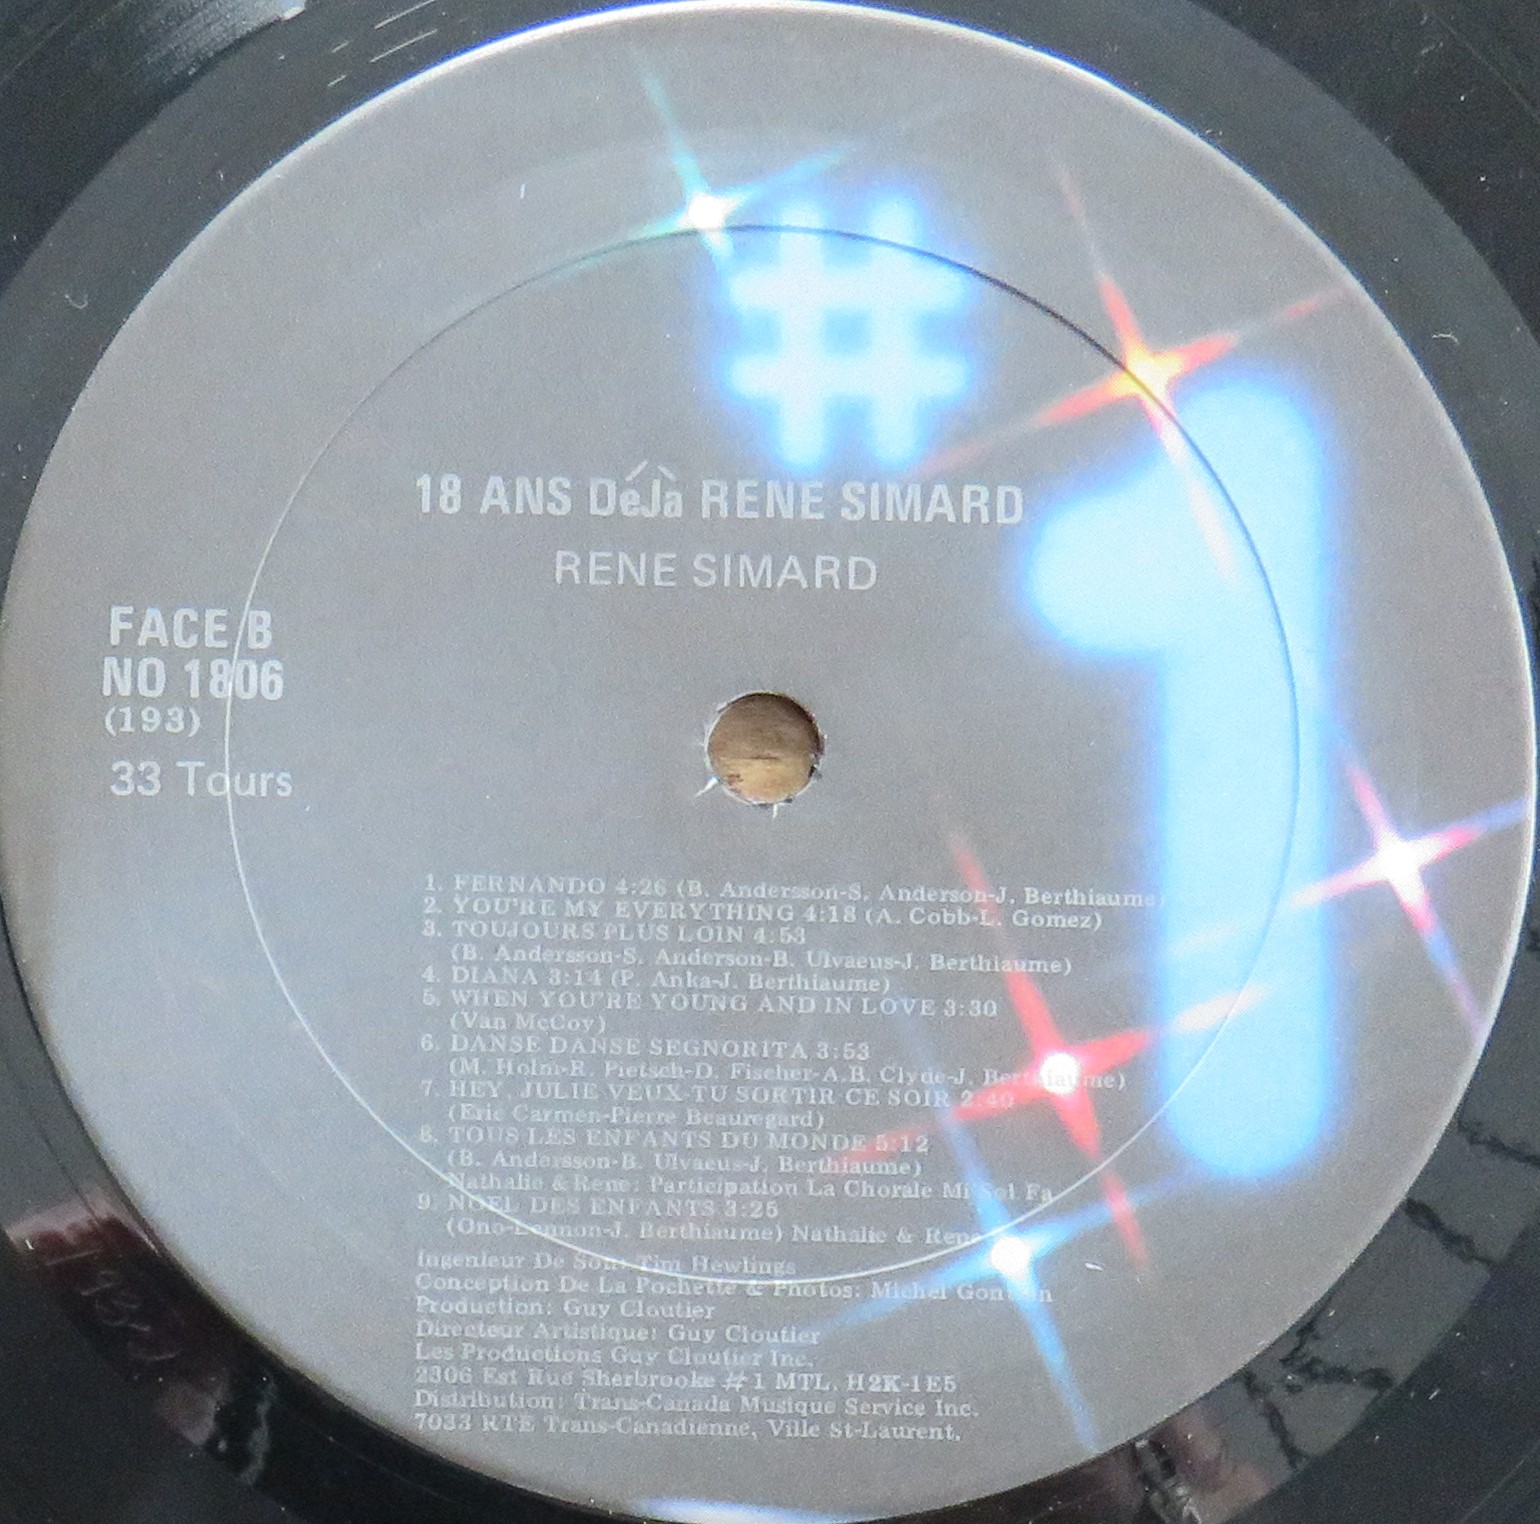 #1
18 ANS DéJà RENE SIMARD
RENE SIMARD
FACE B
NO 1806
(193)
33 Tours
1. FERNANDO 4:26 (B. Andersson-S. Anderson-J. Berthiaume)
2. YOU'RE MY EVERYTHING 4:18 (A. Cobb-L. Gomez)
3. TOUJOURS PLUS LOIN 4:53
(B. Andersson-S. Anderson-B. Ulvaeus-J. Berthiaume)
4. DIANA 3:14 (P. Anka-J. Berthiaume)
5. WHEN YOU'RE YOUNG AND IN LOVE 3:30
(Van McCoy)
6. DANSE DANSE SEGNORITA 3:53
(M. Holm-R. Pietsch-D. Fischer-A.B. Clyde-J. Berthiaume)
7. HEY, JULIE VEUX-TU SORTIR CE SOIR 2:40
(Eric Carmen-Pierre Beauregard)
8. TOUS LES ENFANTS DU MONDE 5:12
(B. Andersson-B. Ulvaeus-J. Berthiaume)
Nathalie & Rene: Participation La Chorale Mi Sol Fa
9. NOEL DES ENFANTS 3:25
(Ono-Lennon-J. Berthiaume) Nathalie & Rene
Ingenieur De Son: Tim Hewlings
Conception De La Pochette & Photos: Michel
Production: Guy Cloutier
Directeur Artistique: Guy Cloutier
Les Productions Guy Cloutier Inc.
2306 Est Rue Sherbrooke #1 MTL. H2K-1E5
Distribution: Trans-Canada Musique Service Inc.
7033 RTE Trans-Canadienne, Ville St-Laurent.